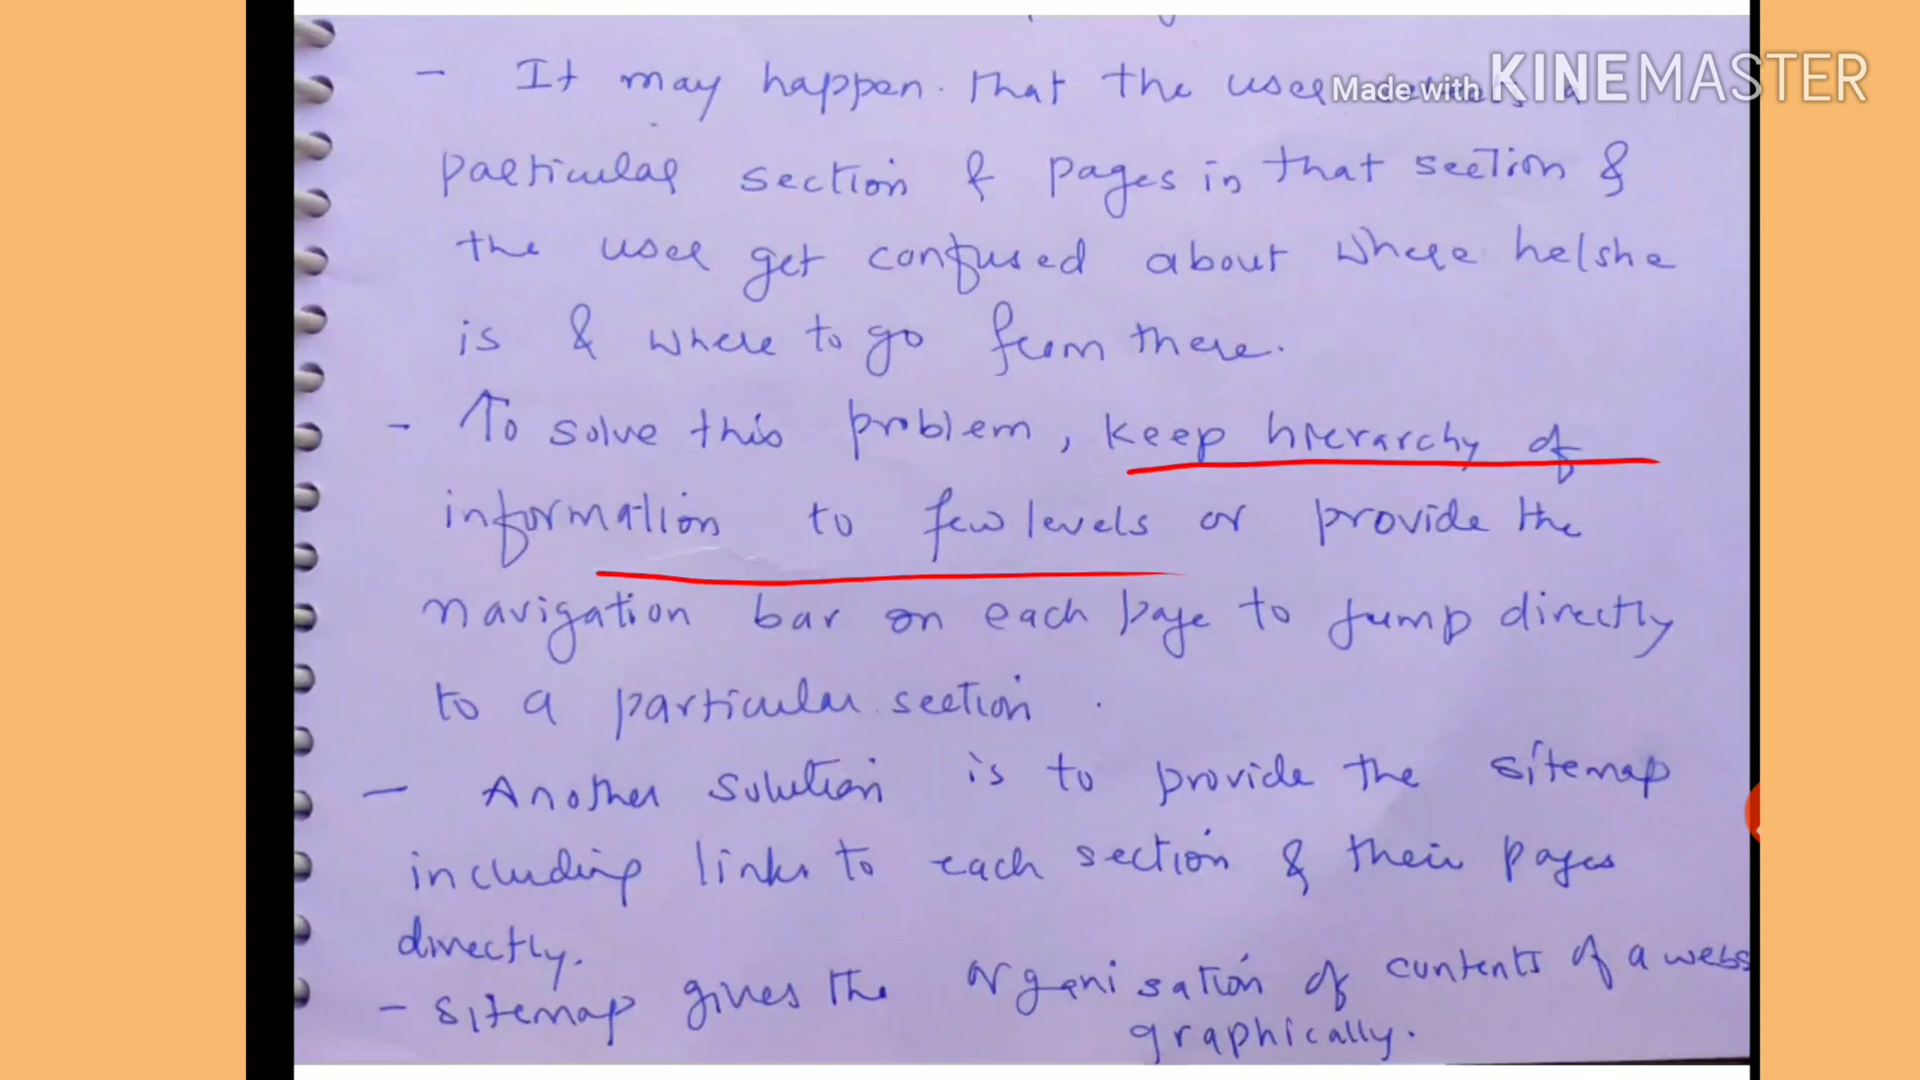 - It may happen. that the user
Made with KINEMASTER
particular section & pages in that section &
the user get confused about where he/she
is & where to go from there.
- To solve this problem, keep hierarchy of
information to few levels or provide the
navigation bar on each page to jump directly
to a particular section.
- Another solution is to provide the sitemap
including links to each section & their pages
directly.
- sitemap gives the organisation of contents of a webs
graphically.